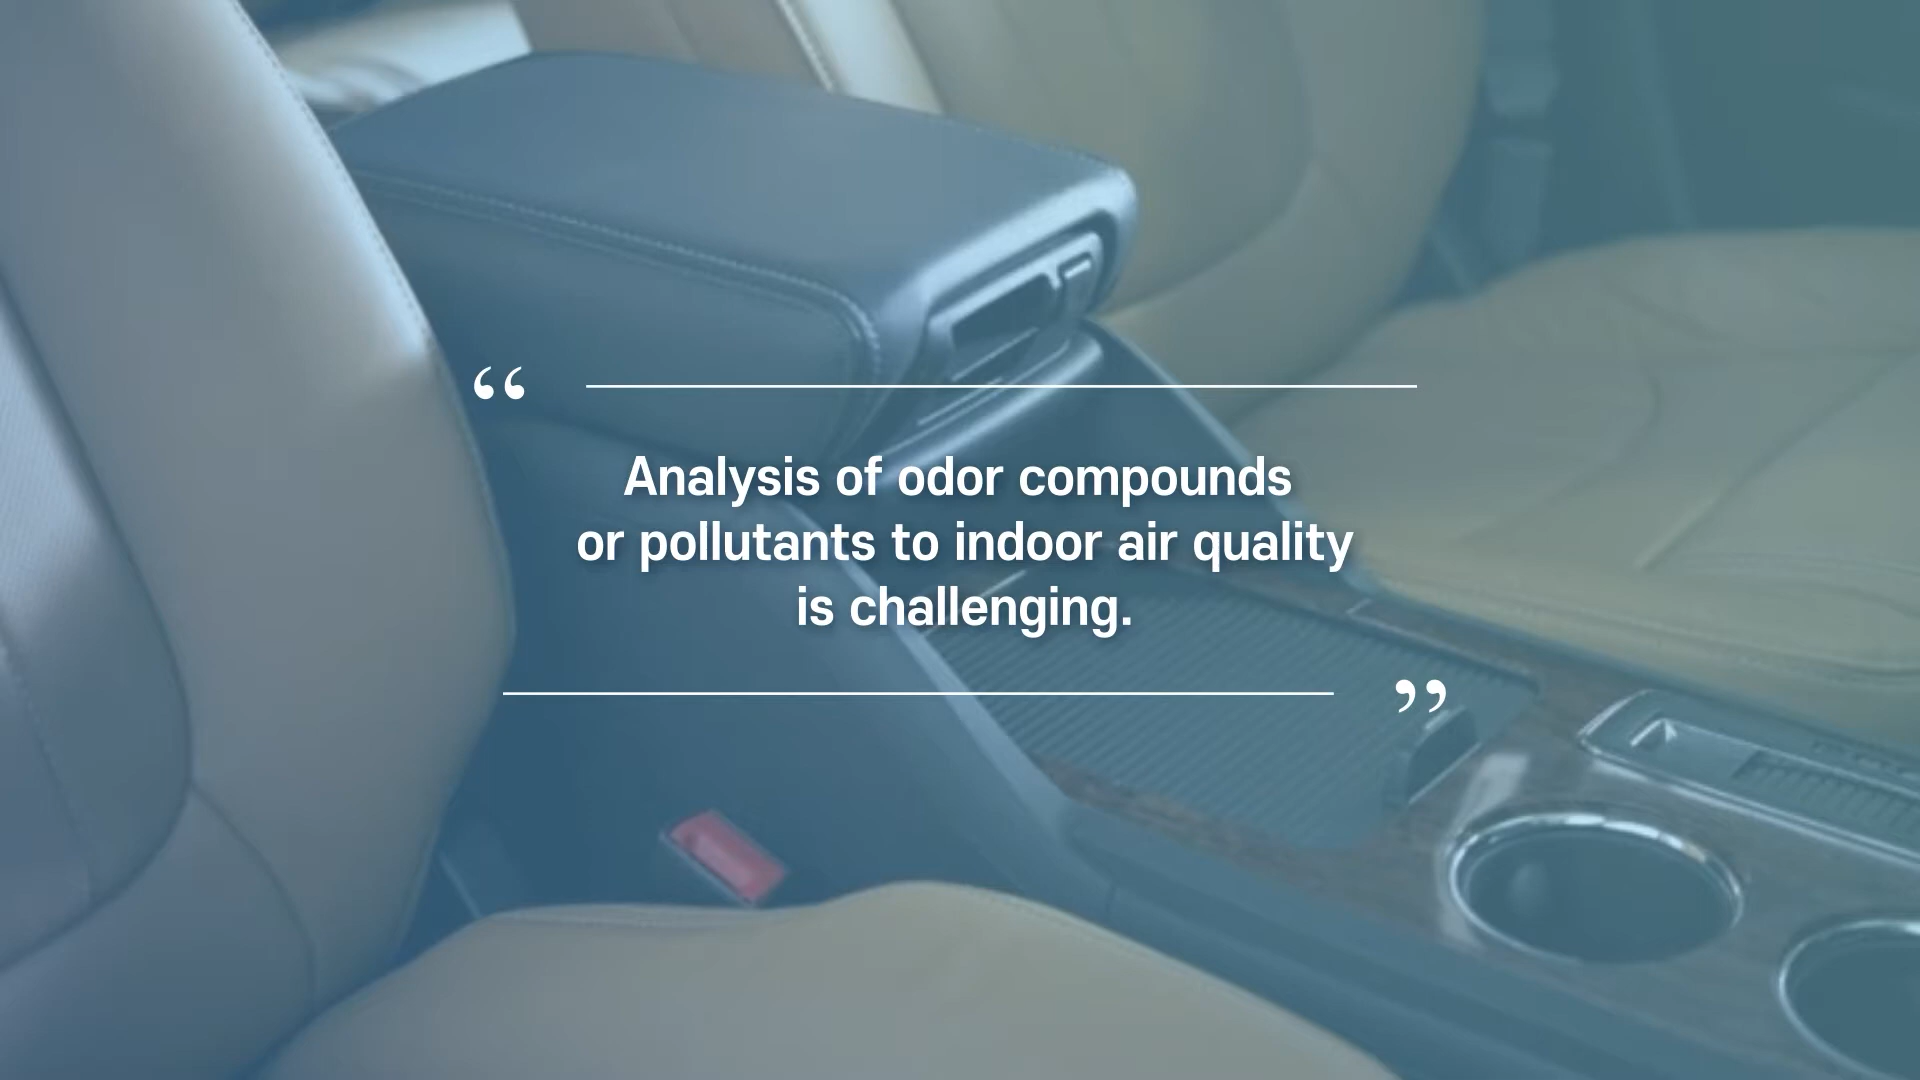 “
Analysis of odor compounds
or pollutants to indoor air quality
is challenging.
”